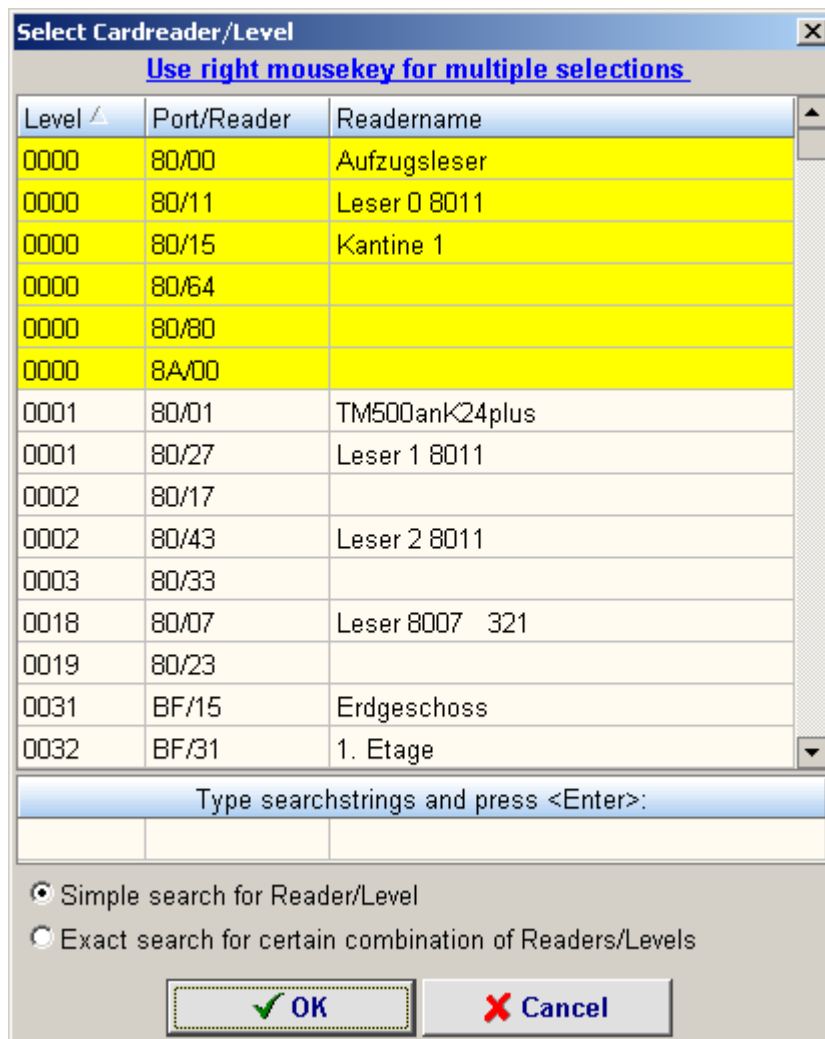 Select Cardreader/Level
Use right mousekey for multiple selections
Level Port/Reader Readername
0000 80/00 Aufzugsleser
0000 80/11 Leser 0 8011
0000 80/15 Kantine 1
0000 80/64
0000 80/80
0000 8A/00
0001 80/01 TM500anK24plus
0001 80/27 Leser 1 8011
0002 80/17
0002 80/43 Leser 2 8011
0003 80/33
0018 80/07 Leser 8007 321
0019 80/23
0031 BF/15 Erdgeschoss
0032 BF/31 1. Etage
Type searchstrings and press <Enter>:
Simple search for Reader/Level
Exact search for certain combination of Readers/Levels
OK Cancel